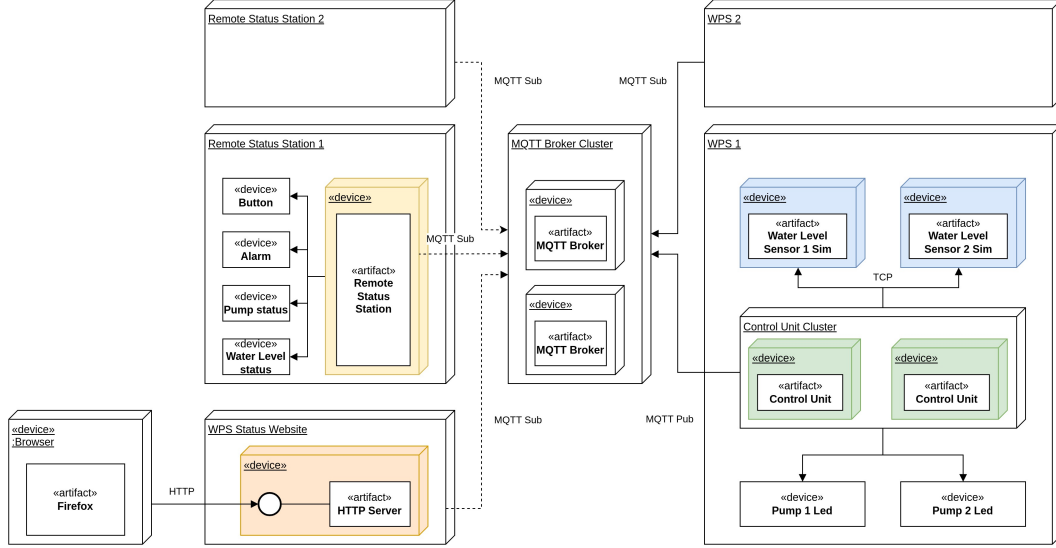 Remote Status Station 2
WPS 2
MQTT Sub
MQTT Sub
Remote Status Station 1
«device»
Button
«device»
Alarm
«device»
Pump status
«device»
Water Level
status
«device»
«artifact»
Remote
Status
Station
MQTT Sub
MQTT Broker Cluster
«device»
«artifact»
MQTT Broker
«device»
«artifact»
MQTT Broker
WPS 1
«device»
«artifact»
Water Level
Sensor 1 Sim
«device»
«artifact»
Water Level
Sensor 2 Sim
TCP
Control Unit Cluster
«device»
«artifact»
Control Unit
«device»
«artifact»
Control Unit
MQTT Pub
«device»
Pump 1 Led
«device»
Pump 2 Led
«device»
:Browser
«artifact»
Firefox
HTTP
WPS Status Website
«device»
«artifact»
HTTP Server
MQTT Sub